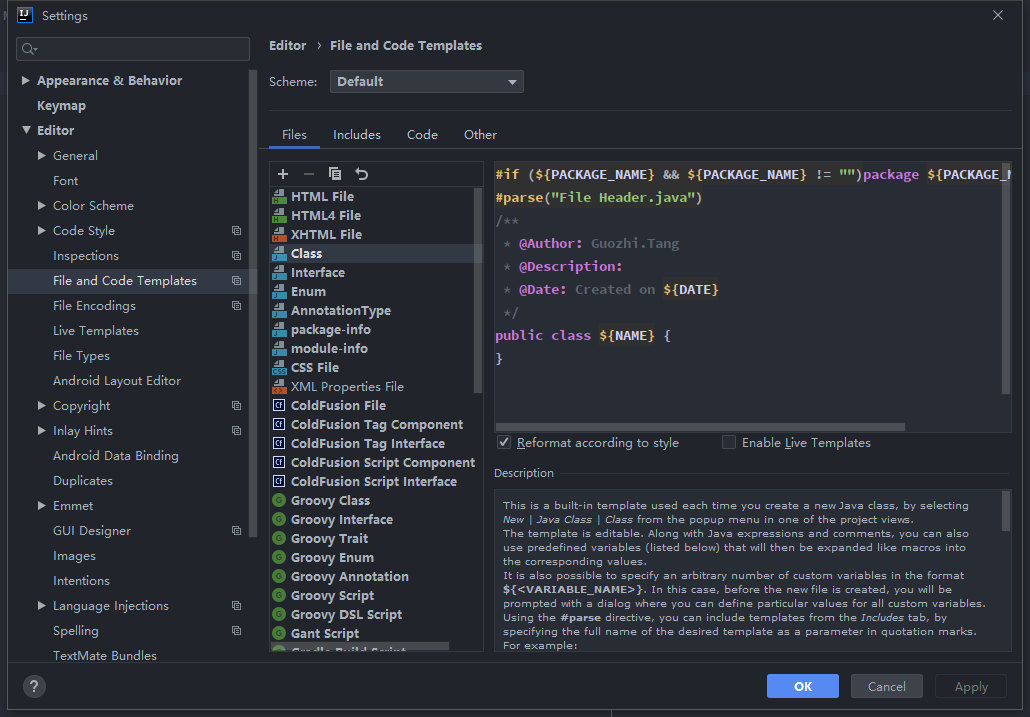 IJ
Settings
Editor › File and Code Templates
Scheme: Default
Appearance & Behavior
Keymap
Editor
General
Font
Color Scheme
Code Style
Inspections
File and Code Templates
File Encodings
Live Templates
File Types
Android Layout Editor
Copyright
Inlay Hints
Android Data Binding
Duplicates
Emmet
GUI Designer
Images
Intentions
Language Injections
Spelling
TextMate Bundles
Files Includes Code Other
HTML File
HTML4 File
XHTML File
Class
Interface
Enum
AnnotationType
package-info
module-info
CSS File
XML Properties File
ColdFusion File
ColdFusion Tag Component
ColdFusion Tag Interface
ColdFusion Script Component
ColdFusion Script Interface
Groovy Class
Groovy Interface
Groovy Trait
Groovy Enum
Groovy Annotation
Groovy Script
Groovy DSL Script
Gant Script
Gradle Build Script
#if (${PACKAGE_NAME} && ${PACKAGE_NAME} != "")package ${PACKAGE_N
#parse("File Header.java")
/**
* @Author: Guozhi.Tang
* @Description:
* @Date: Created on ${DATE}
*/
public class ${NAME} {
}
Reformat according to style
Enable Live Templates
Description
This is a built-in template used each time you create a new Java class, by selecting
New | Java Class | Class from the popup menu in one of the project views.
The template is editable. Along with Java expressions and comments, you can also
use predefined variables (listed below) that will then be expanded like macros into
the corresponding values.
It is also possible to specify an arbitrary number of custom variables in the format
${<VARIABLE_NAME>}. In this case, before the new file is created, you will be
prompted with a dialog where you can define particular values for all custom variables.
Using the #parse directive, you can include templates from the Includes tab, by
specifying the full name of the desired template as a parameter in quotation marks.
For example:
?
OK
Cancel
Apply